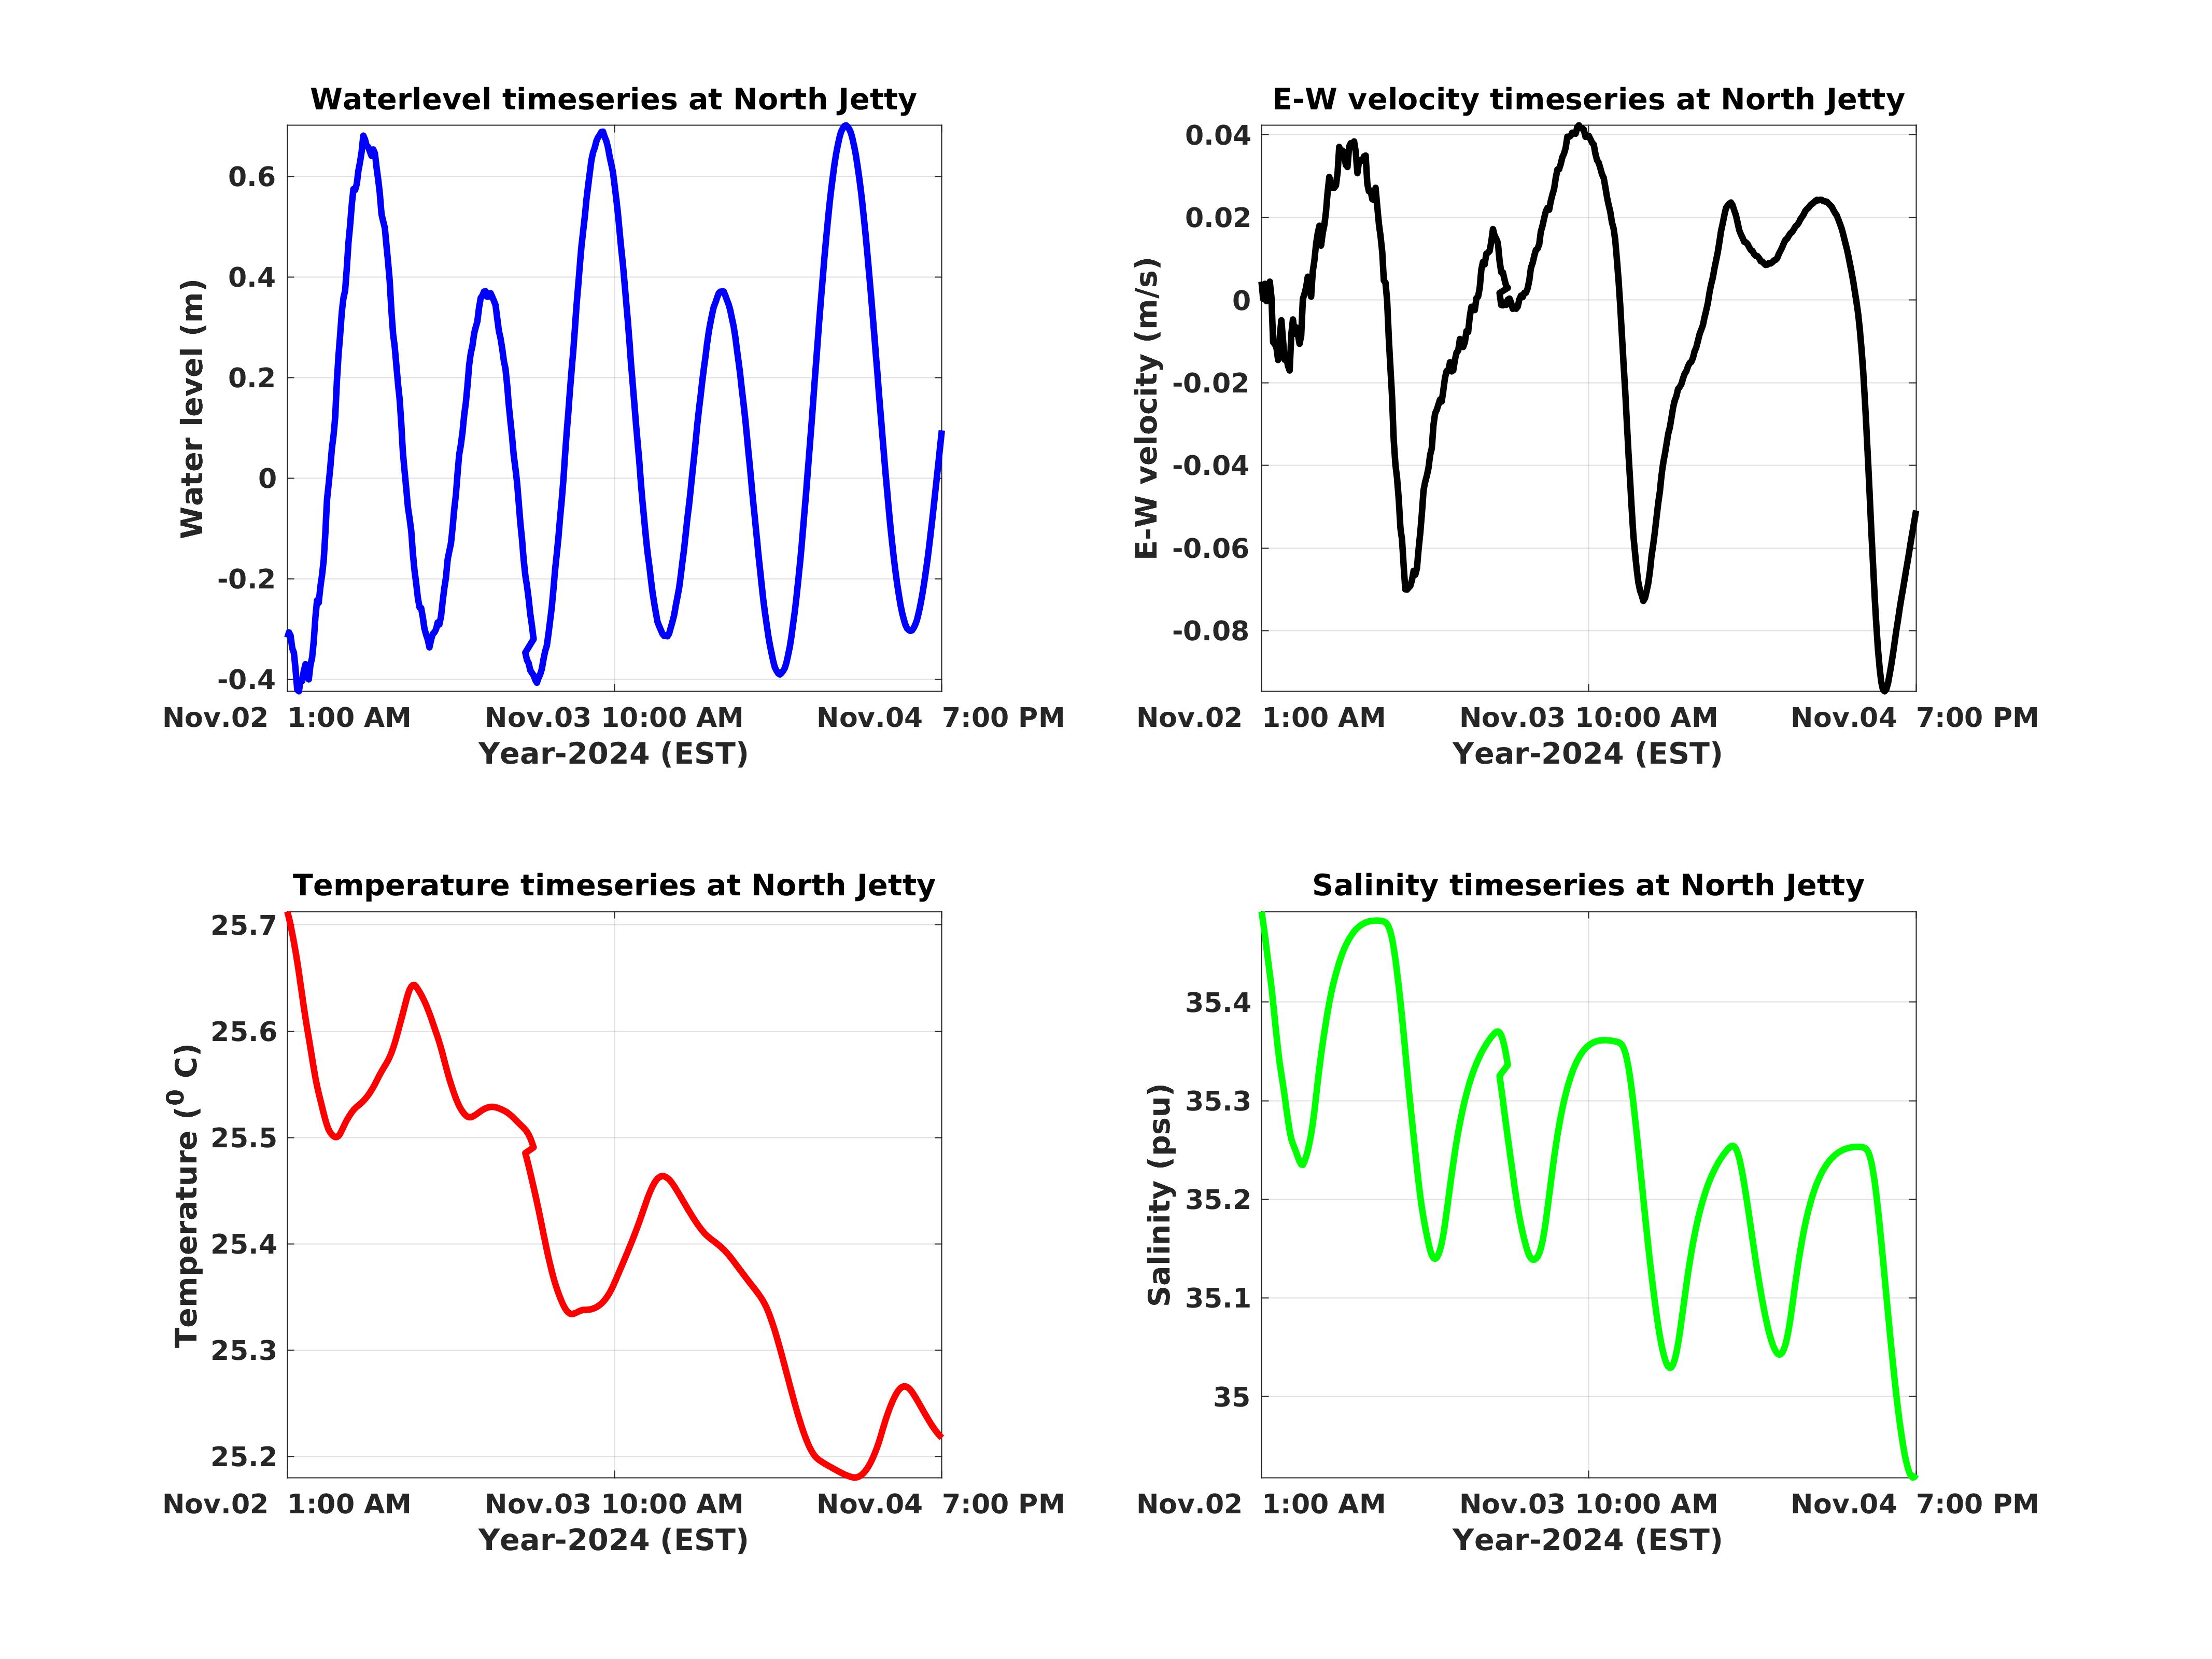 Waterlevel timeseries at North Jetty
0.6
0.4
0.2
0
-0.2
-0.4
Water level (m)
Nov.02 1:00 AM Nov.03 10:00 AM Nov.04 7:00 PM
Year-2024 (EST)
E-W velocity timeseries at North Jetty
0.04
0.02
0
-0.02
-0.04
-0.06
-0.08
E-W velocity (m/s)
Nov.02 1:00 AM Nov.03 10:00 AM Nov.04 7:00 PM
Year-2024 (EST)
Temperature timeseries at North Jetty
25.7
25.6
25.5
25.4
25.3
25.2
Temperature (⁰ C)
Nov.02 1:00 AM Nov.03 10:00 AM Nov.04 7:00 PM
Year-2024 (EST)
Salinity timeseries at North Jetty
35.4
35.3
35.2
35.1
35
Salinity (psu)
Nov.02 1:00 AM Nov.03 10:00 AM Nov.04 7:00 PM
Year-2024 (EST)